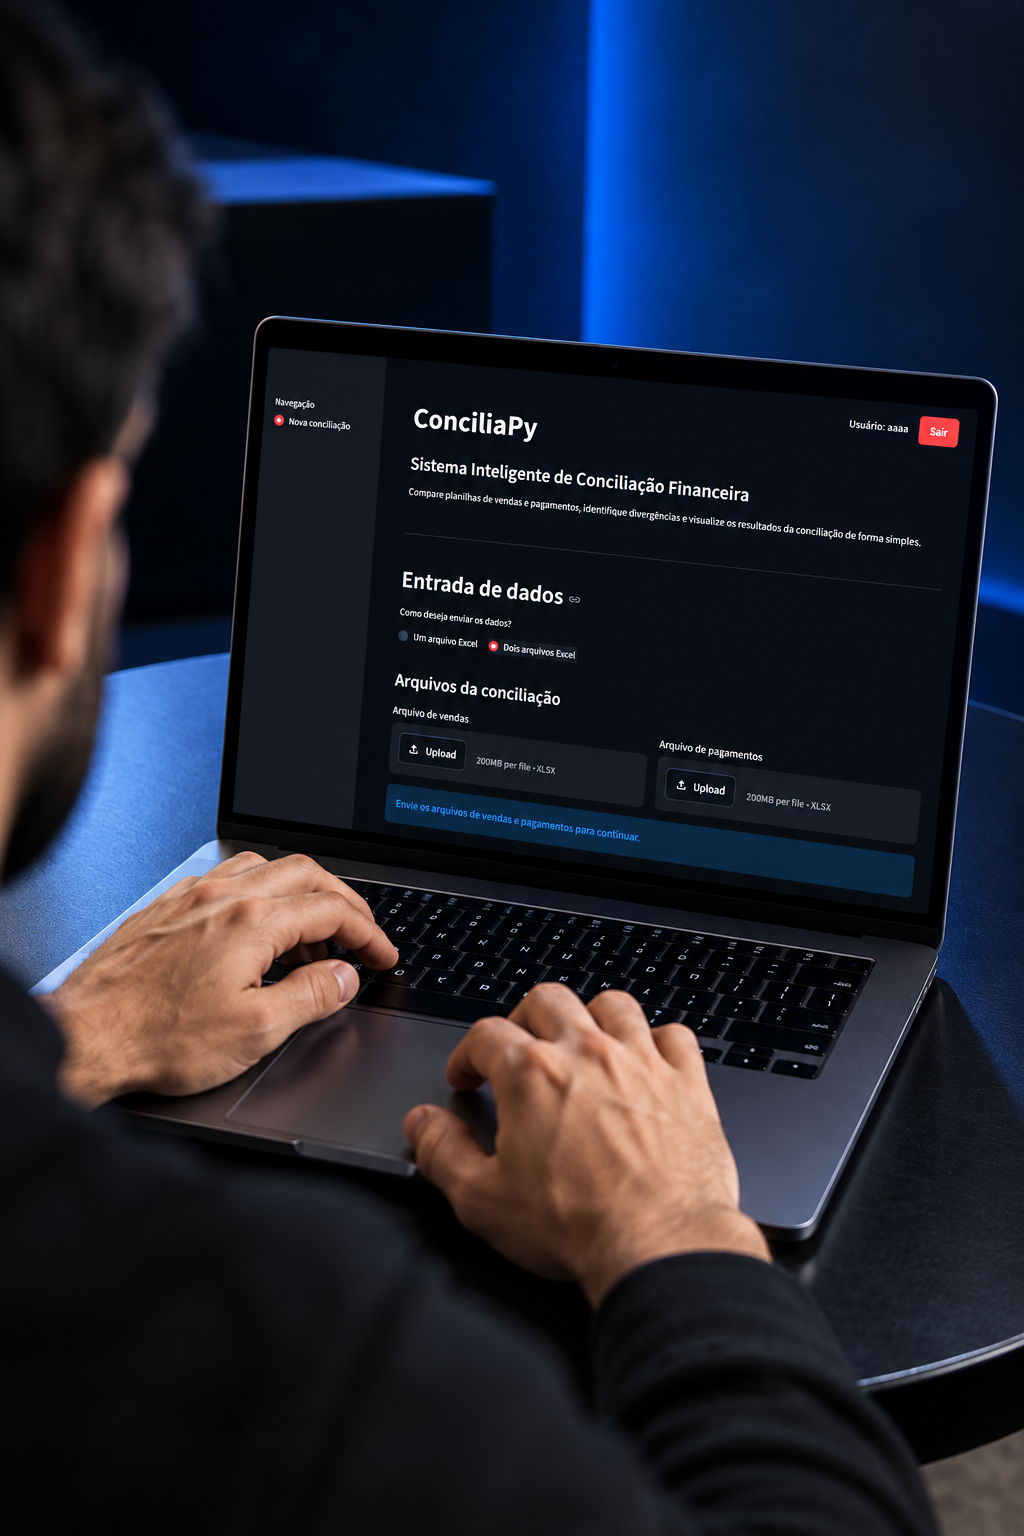 Navegação
Nova conciliação
ConciliaPy
Usuário: aaaa
Sair
Sistema Inteligente de Conciliação Financeira
Compare planilhas de vendas e pagamentos, identifique divergências e visualize os resultados da conciliação de forma simples.
Entrada de dados
Como deseja enviar os dados?
Um arquivo Excel
Dois arquivos Excel
Arquivos da conciliação
Arquivo de vendas
Upload
200MB per file • XLSX
Arquivo de pagamentos
Upload
200MB per file • XLSX
Envie os arquivos de vendas e pagamentos para continuar.